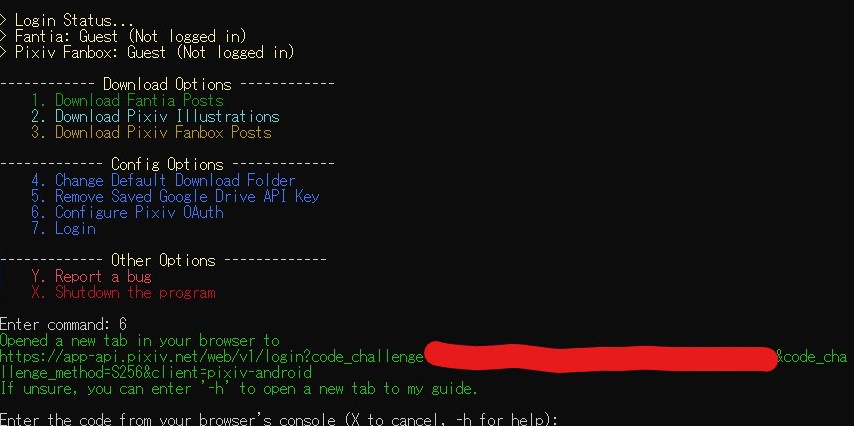 > Login Status...
> Fantia: Guest (Not logged in)
> Pixiv Fanbox: Guest (Not logged in)
------------ Download Options ------------
1. Download Fantia Posts
2. Download Pixiv Illustrations
3. Download Pixiv Fanbox Posts
------------- Config Options -------------
4. Change Default Download Folder
5. Remove Saved Google Drive API Key
6. Configure Pixiv OAuth
7. Login
------------- Other Options -------------
Y. Report a bug
X. Shutdown the program
Enter command: 6
Opened a new tab in your browser to
https://app-api.pixiv.net/web/v1/login?code_challenge &code_cha
llenge_method=S256&client=pixiv-android
If unsure, you can enter '-h' to open a new tab to my guide.
Enter the code from your browser's console (X to cancel, -h for help):